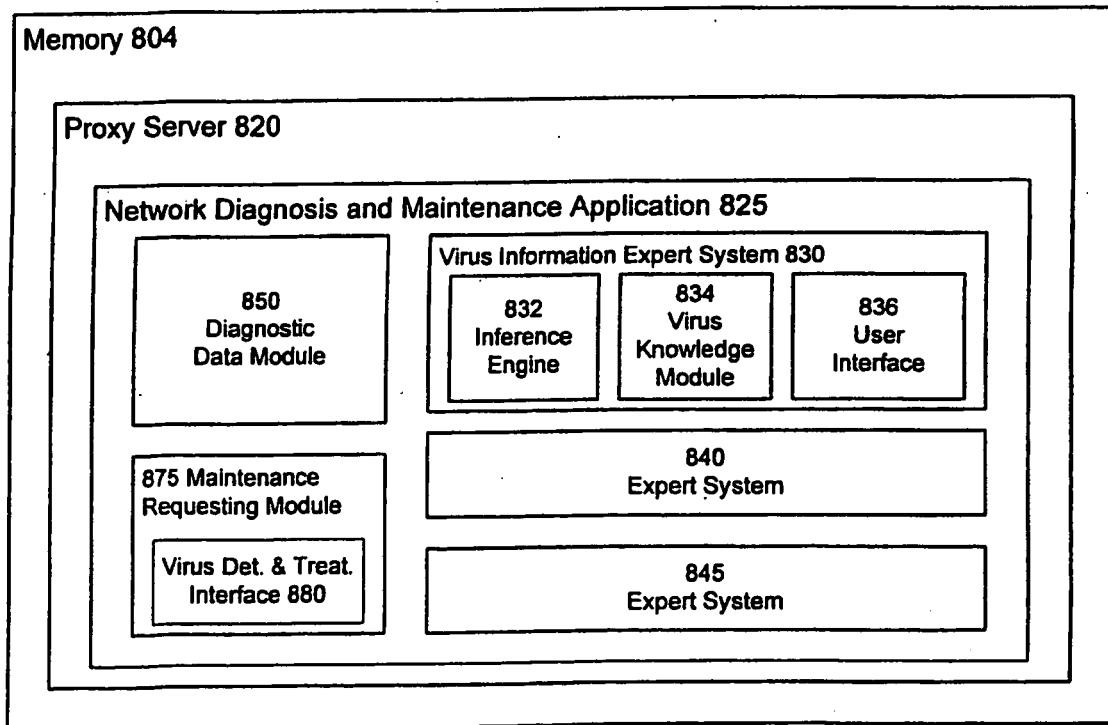 Memory 804
Proxy Server 820
Network Diagnosis and Maintenance Application 825
850
Diagnostic
Data Module
Virus Information Expert System 830
832
Inference
Engine
834
Virus
Knowledge
Module
836
User
Interface
875 Maintenance
Requesting Module
Virus Det. & Treat.
Interface 880
840
Expert System
845
Expert System